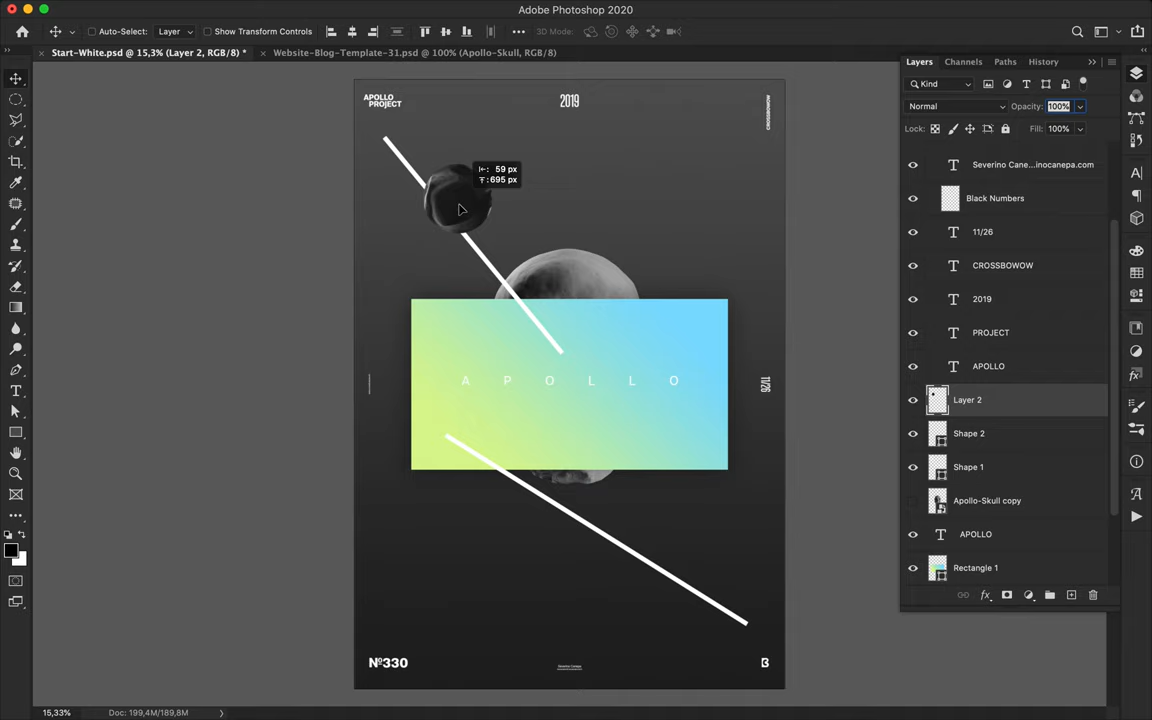 Adobe Photoshop 2020
Auto-Select: Layer Show Transform Controls 3D Mode:
Start-White.psd @ 15,3% (Layer 2, RGB/8) *
Website-Blog-Template-31.psd @ 100% (Apollo-Skull, RGB/8)
Layers Channels Paths History
Kind
Normal Opacity: 100%
Lock: Fill: 100%
Severino Cane...inocanepa.com
Black Numbers
11/26
CROSSBOWOW
2019
PROJECT
APOLLO
Layer 2
Shape 2
Shape 1
Apollo-Skull copy
APOLLO
Rectangle 1
APOLLO
PROJECT
2019
CROSSBOWOW
59 px
695 px
A P O L L O
11/26
Nº330
15,33% Doc: 199,4M/189,8M